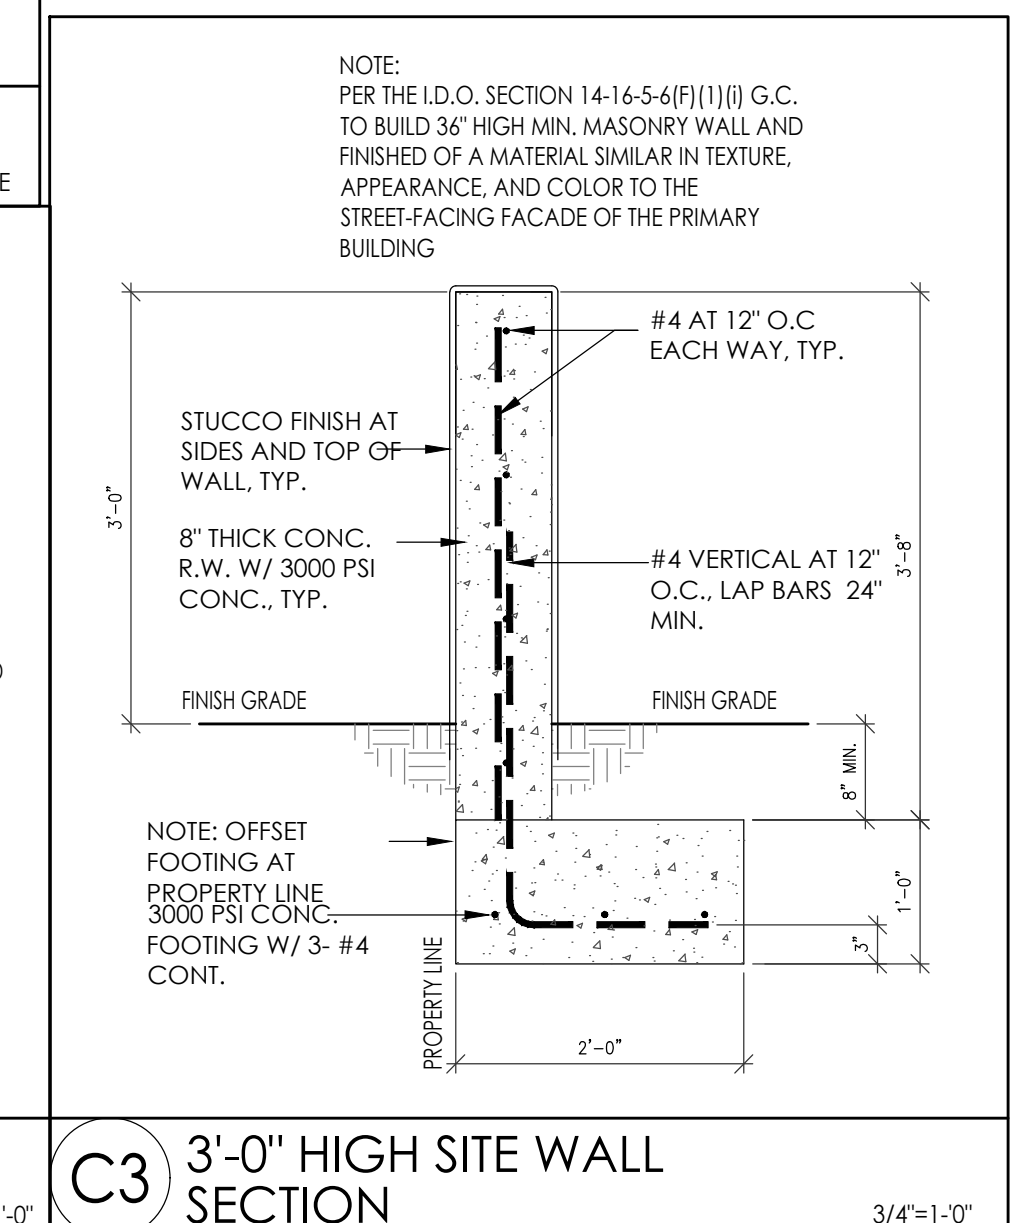 NOTE:
PER THE I.D.O. SECTION 14-16-5-6(F)(1)(i) G.C.
TO BUILD 36" HIGH MIN. MASONRY WALL AND
FINISHED OF A MATERIAL SIMILAR IN TEXTURE,
APPEARANCE, AND COLOR TO THE
STREET-FACING FACADE OF THE PRIMARY
BUILDING
E
#4 AT 12" O.C
EACH WAY, TYP.
STUCCO FINISH AT
SIDES AND TOP OF
WALL, TYP.
3'-0"
8" THICK CONC.
R.W. W/ 3000 PSI
CONC., TYP.
#4 VERTICAL AT 12"
O.C., LAP BARS 24"
MIN.
3'-8"
FINISH GRADE
FINISH GRADE
8" MIN.
NOTE: OFFSET
FOOTING AT
PROPERTY LINE
3000 PSI CONC.
FOOTING W/ 3- #4
CONT.
1'-0"
3"
PROPERTY LINE
2'-0"
C3
3'-0" HIGH SITE WALL
SECTION
3/4"=1-'0"
'-0"